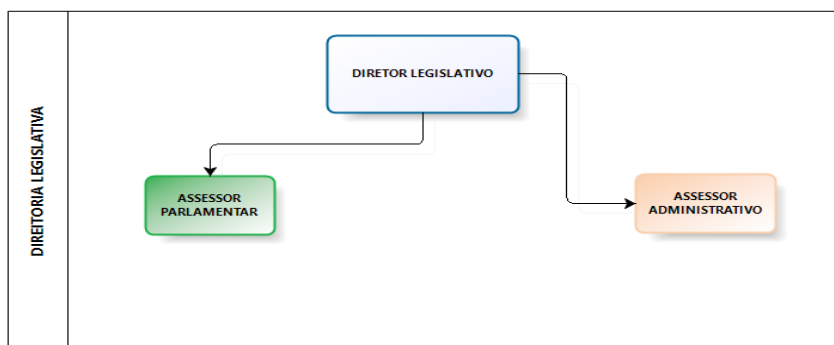 DIRETORIA LEGISLATIVA
DIRETOR LEGISLATIVO
ASSESSOR
PARLAMENTAR
ASSESSOR
ADMINISTRATIVO